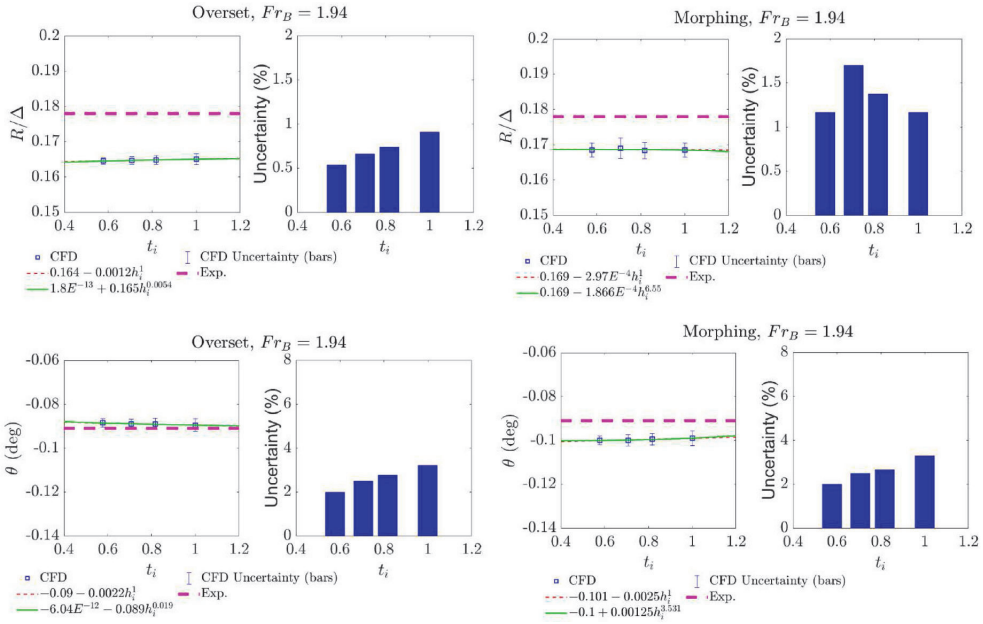 Overset, Fr_B = 1.94
0.2
0.19
0.18
0.17
0.16
0.15
R/Δ
0.4 0.6 0.8 1 1.2
t_i
2
1.5
1
0.5
0
Uncertainty (%)
0.4 0.6 0.8 1 1.2
t_i
CFD
CFD Uncertainty (bars)
0.164 − 0.0012h_i^1
Exp.
1.8E^−13 + 0.165h_i^0.0054
Morphing, Fr_B = 1.94
0.2
0.19
0.18
0.17
0.16
0.15
R/Δ
0.4 0.6 0.8 1 1.2
t_i
2
1.5
1
0.5
0
Uncertainty (%)
0.4 0.6 0.8 1 1.2
t_i
CFD
CFD Uncertainty (bars)
0.169 − 2.97E^−4h_i^1
Exp.
0.169 − 1.866E^−4h_i^6.55
Overset, Fr_B = 1.94
-0.06
-0.08
-0.1
-0.12
-0.14
θ (deg)
0.4 0.6 0.8 1 1.2
t_i
8
6
4
2
0
Uncertainty (%)
0.4 0.6 0.8 1 1.2
t_i
CFD
CFD Uncertainty (bars)
−0.09 − 0.0022h_i^1
Exp.
−6.04E^−12 − 0.089h_i^0.019
Morphing, Fr_B = 1.94
-0.06
-0.08
-0.1
-0.12
-0.14
θ (deg)
0.4 0.6 0.8 1 1.2
t_i
8
6
4
2
0
Uncertainty (%)
0.4 0.6 0.8 1 1.2
t_i
CFD
CFD Uncertainty (bars)
−0.101 − 0.0025h_i^1
Exp.
−0.1 + 0.00125h_i^3.531